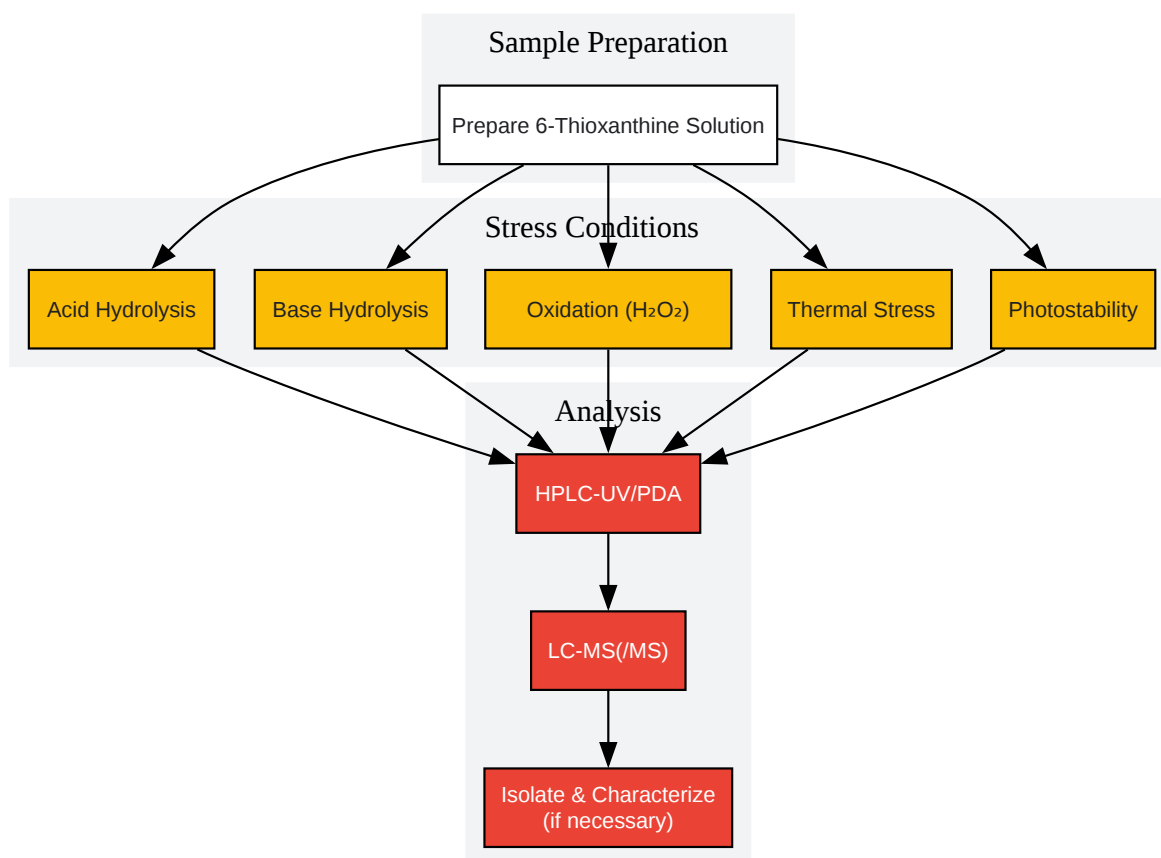 Sample Preparation
Prepare 6-Thioxanthine Solution
Stress Conditions
Acid Hydrolysis
Base Hydrolysis
Oxidation (H₂O₂)
Thermal Stress
Photostability
Analysis
HPLC-UV/PDA
LC-MS(/MS)
Isolate & Characterize
(if necessary)